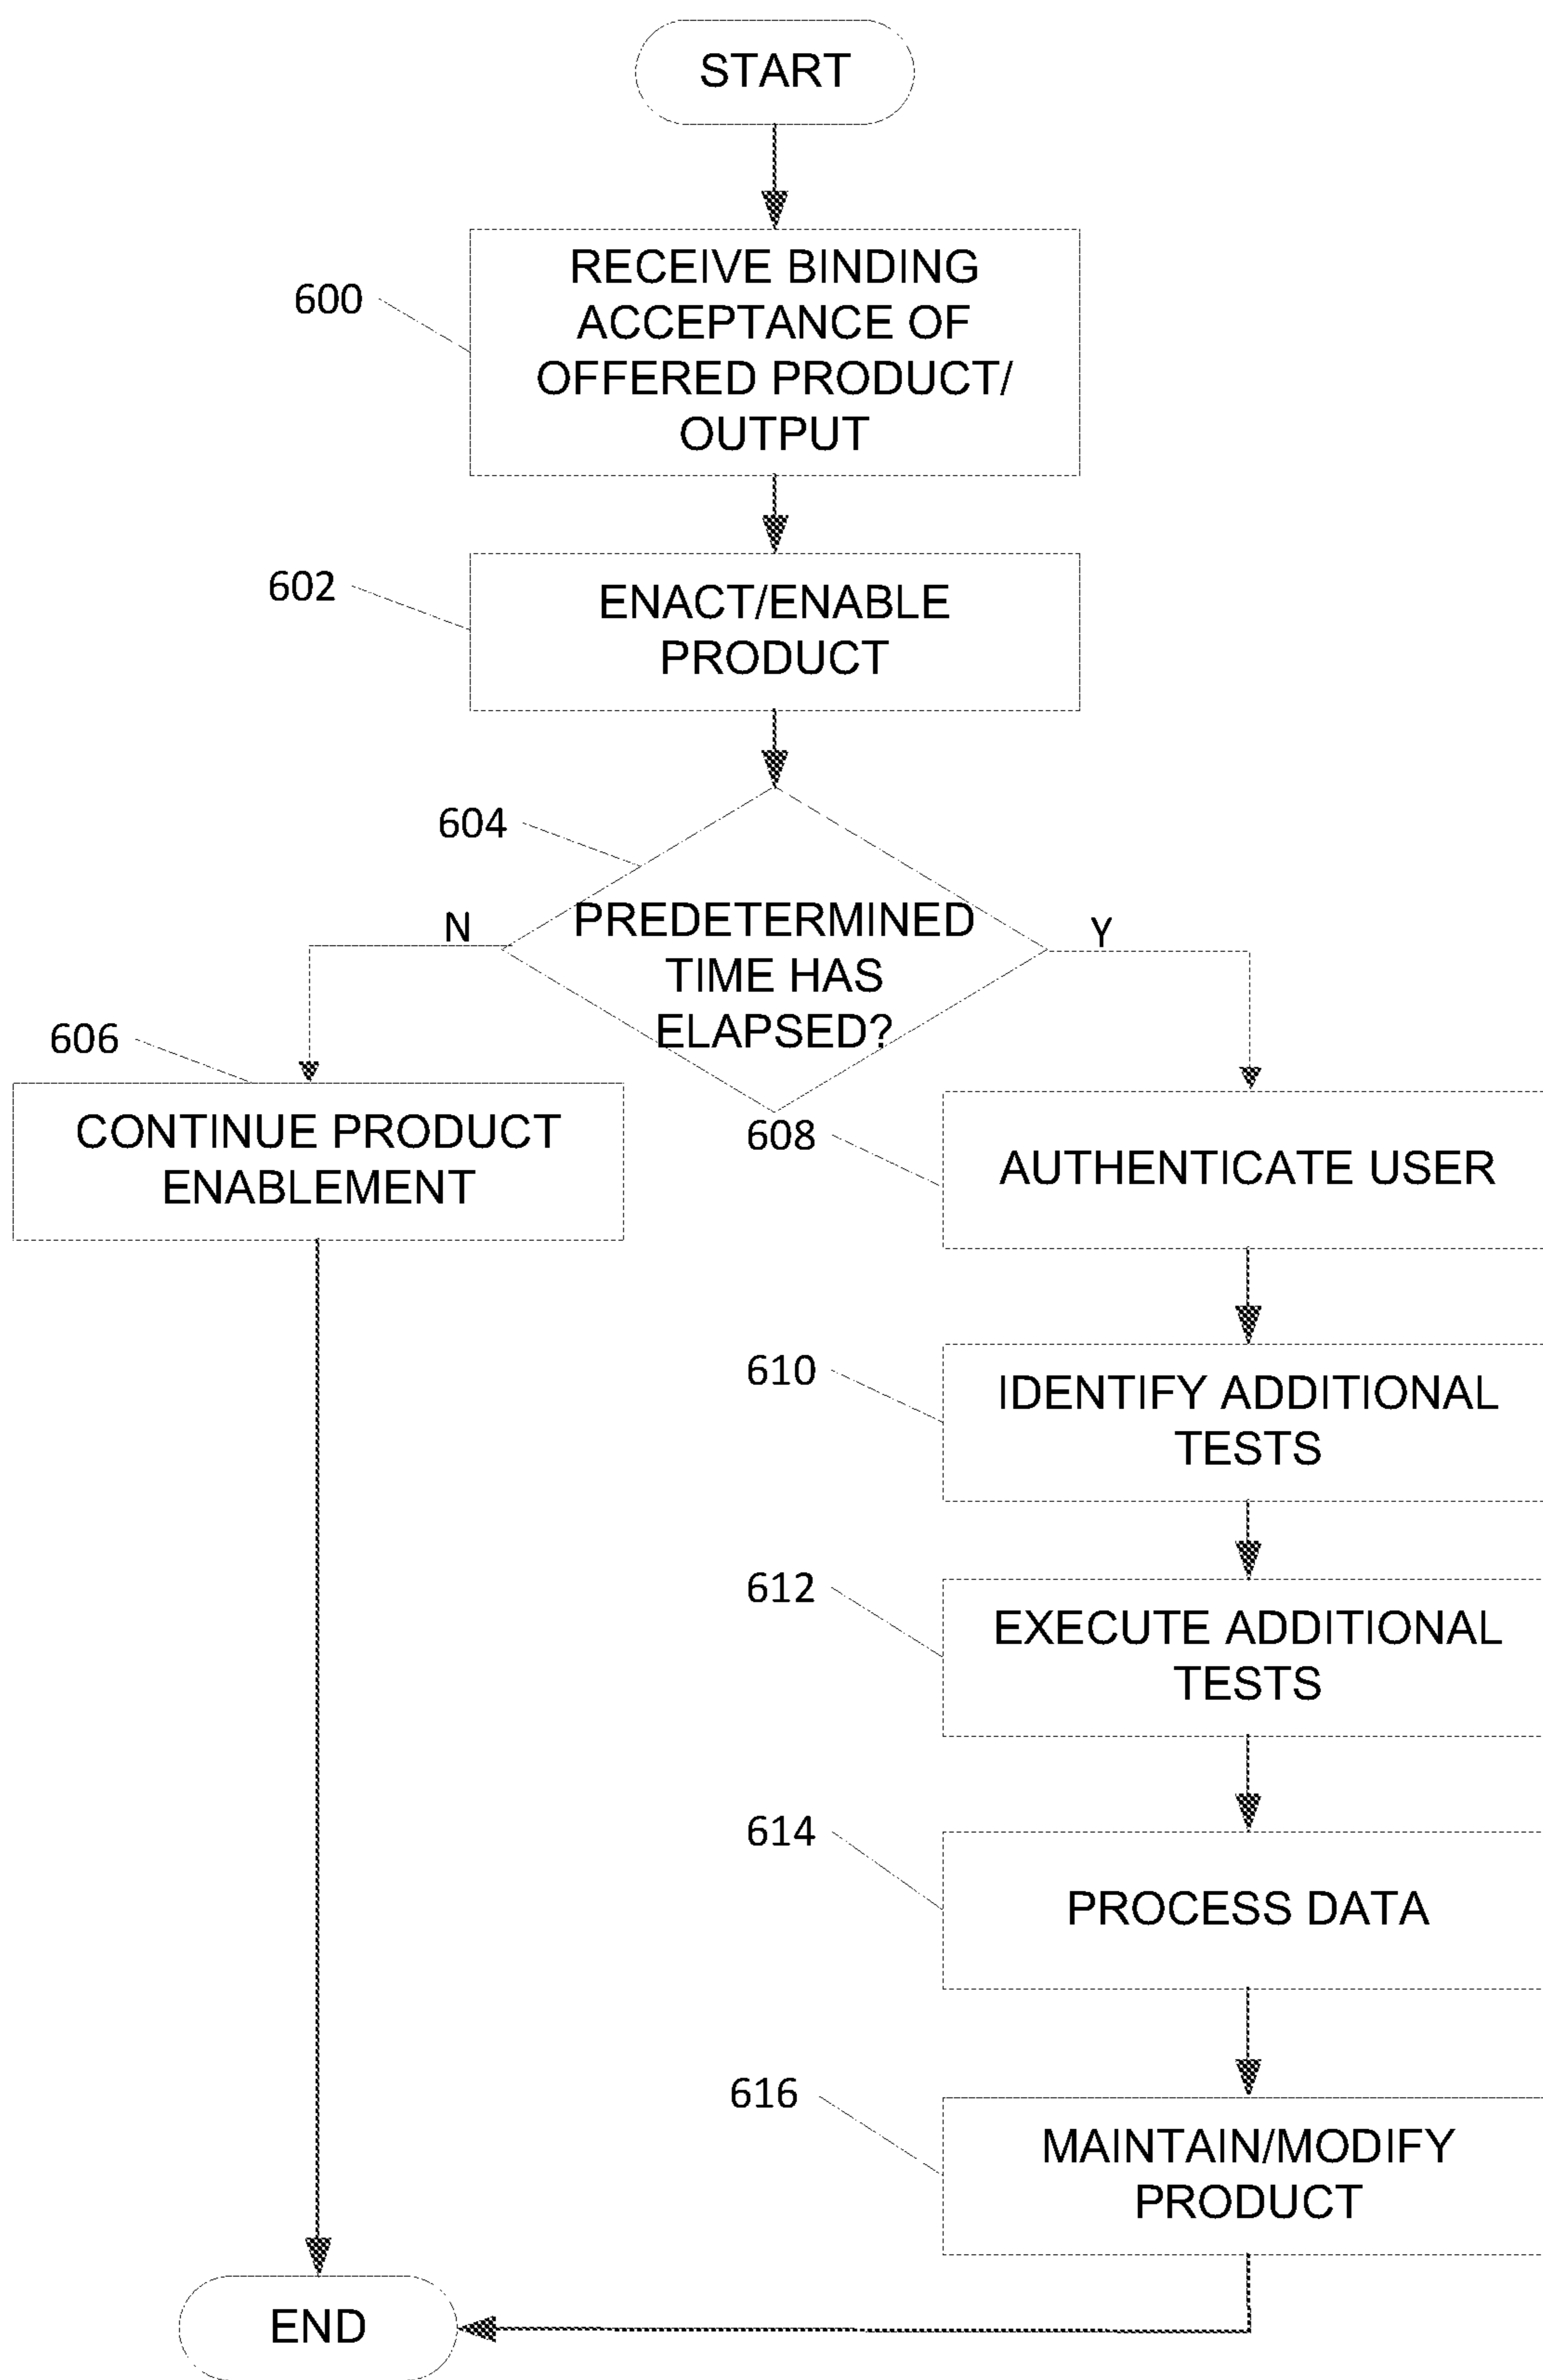 START
600
RECEIVE BINDING
ACCEPTANCE OF
OFFERED PRODUCT/
OUTPUT
602
ENACT/ENABLE
PRODUCT
604
N
PREDETERMINED
TIME HAS
ELAPSED?
Y
606
CONTINUE PRODUCT
ENABLEMENT
608
AUTHENTICATE USER
610
IDENTIFY ADDITIONAL
TESTS
612
EXECUTE ADDITIONAL
TESTS
614
PROCESS DATA
616
MAINTAIN/MODIFY
PRODUCT
END